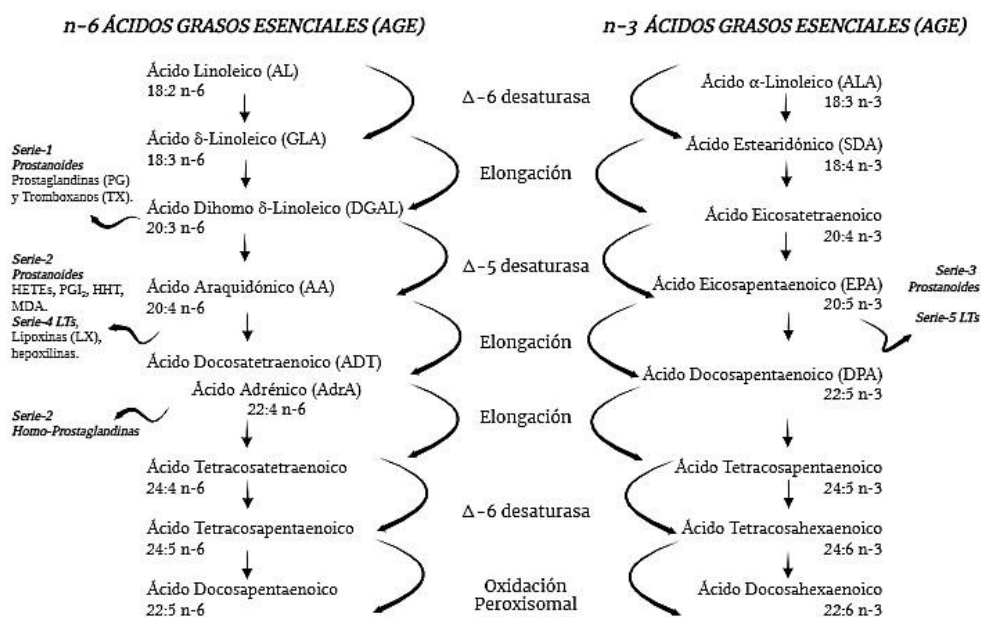 n-6 ÁCIDOS GRASOS ESENCIALES (AGE)
Ácido Linoleico (AL)
18:2 n-6
Ácido δ-Linoleico (GLA)
18:3 n-6
Serie-1
Prostanoides
Prostaglandinas (PG)
y Tromboxanos (TX).
Ácido Dihomo δ-Linoleico (DGAL)
20:3 n-6
Serie-2
Prostanoides
HETEs, PGI₂, HHT,
MDA.
Serie-4 LTs,
Lipoxinas (LX),
hepoxilinas.
Ácido Araquidónico (AA)
20:4 n-6
Ácido Docosatetraenoico (ADT)
Ácido Adrénico (AdrA)
22:4 n-6
Serie-2
Homo-Prostaglandinas
Ácido Tetracosatetraenoico
24:4 n-6
Ácido Tetracosapentaenoico
24:5 n-6
Ácido Docosapentaenoico
22:5 n-6
Δ-6 desaturasa
Elongación
Δ-5 desaturasa
Elongación
Elongación
Δ-6 desaturasa
Oxidación
Peroxisomal
n-3 ÁCIDOS GRASOS ESENCIALES (AGE)
Ácido α-Linoleico (ALA)
18:3 n-3
Ácido Estearidónico (SDA)
18:4 n-3
Ácido Eicosatetraenoico
20:4 n-3
Ácido Eicosapentaenoico (EPA)
20:5 n-3
Serie-3
Prostanoides
Serie-5 LTs
Ácido Docosapentaenoico (DPA)
22:5 n-3
Ácido Tetracosapentaenoico
24:5 n-3
Ácido Tetracosahexaenoico
24:6 n-3
Ácido Docosahexaenoico
22:6 n-3